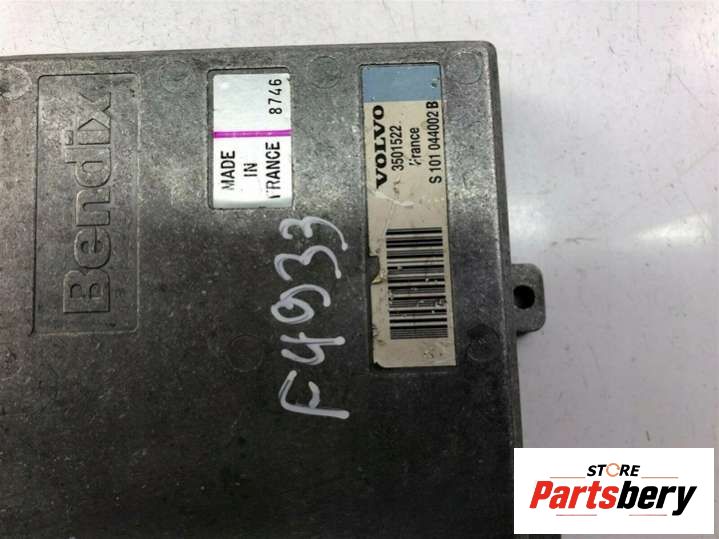 Bendix
MADE
IN
FRANCE
8746
VOLVO
3501522
France
S 101 044002 B
F4933
STORE
Partsbery